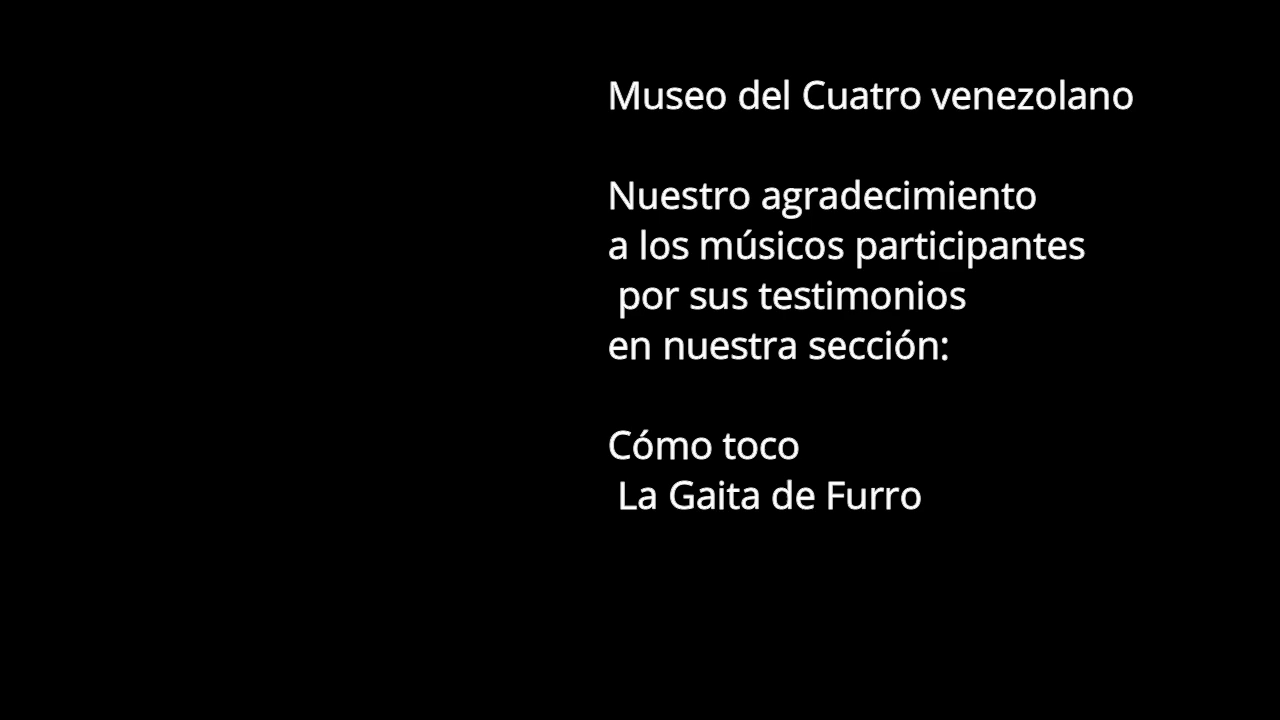 Museo del Cuatro venezolano
Nuestro agradecimiento
a los músicos participantes
por sus testimonios
en nuestra sección:
Cómo toco
La Gaita de Furro